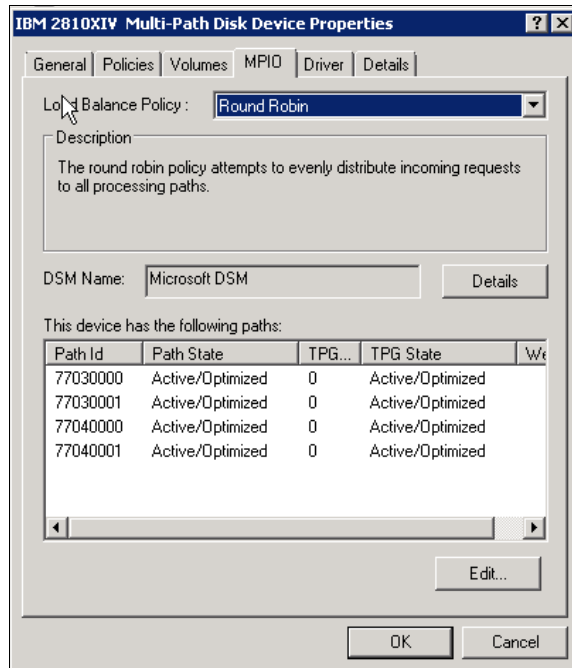 IBM 2810XIV Multi-Path Disk Device Properties
General Policies Volumes MPIO Driver Details
Load Balance Policy : Round Robin
Description
The round robin policy attempts to evenly distribute incoming requests
to all processing paths.
DSM Name: Microsoft DSM Details
This device has the following paths:
Path Id Path State TPG... TPG State We
77030000 Active/Optimized 0 Active/Optimized
77030001 Active/Optimized 0 Active/Optimized
77040000 Active/Optimized 0 Active/Optimized
77040001 Active/Optimized 0 Active/Optimized
Edit...
OK Cancel